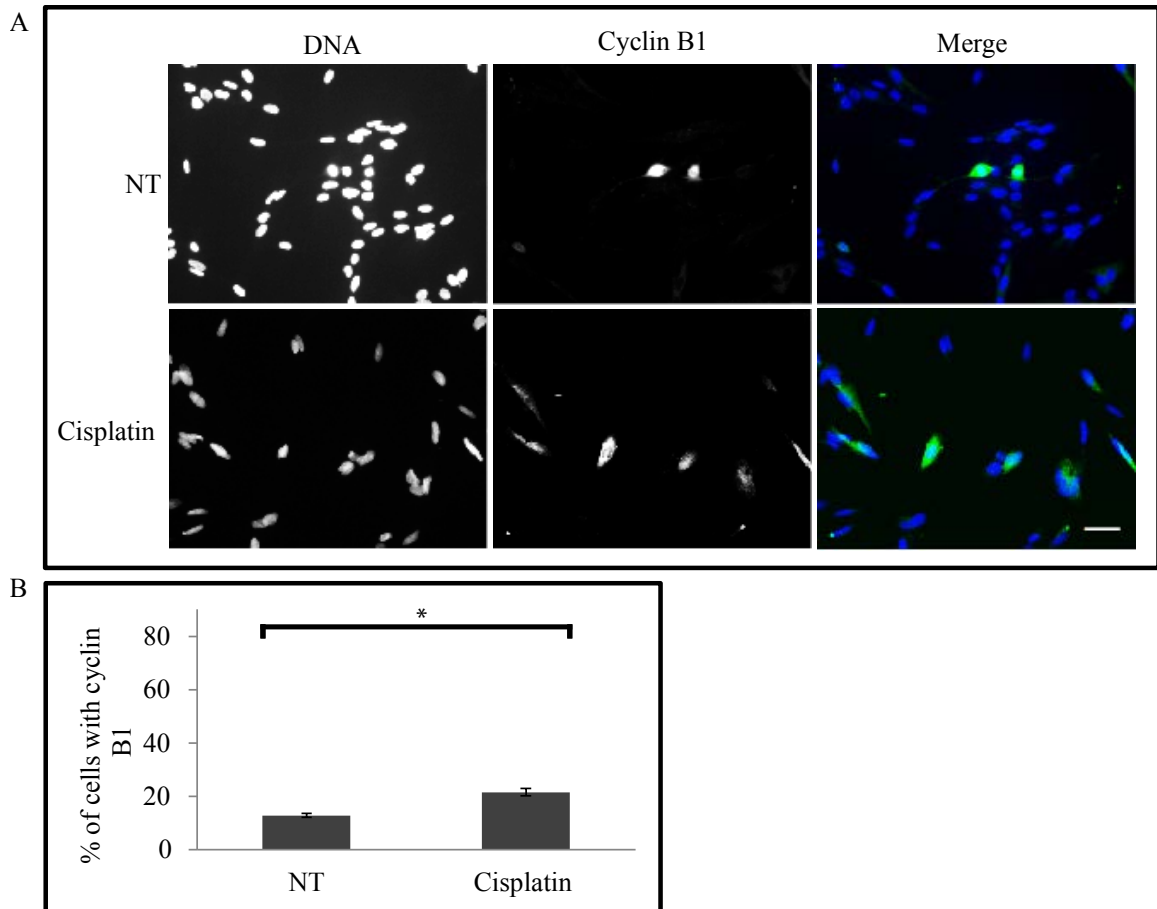 A
DNA Cyclin B1 Merge
NT
Cisplatin
B
% of cells with cyclin
B1
*
80
60
40
20
0
NT Cisplatin